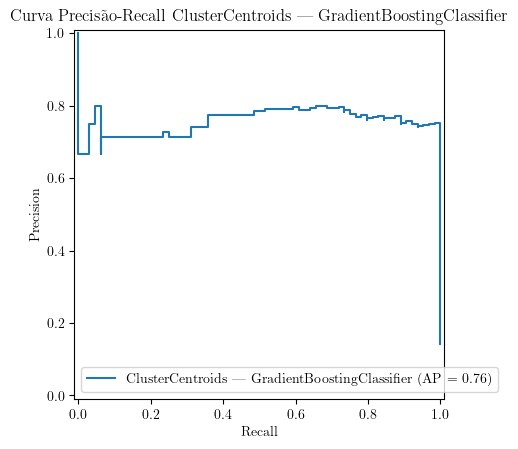 Curva Precisão-Recall ClusterCentroids — GradientBoostingClassifier
1.0
0.8
0.6
0.4
0.2
0.0
Precision
ClusterCentroids — GradientBoostingClassifier (AP = 0.76)
0.0 0.2 0.4 0.6 0.8 1.0
Recall